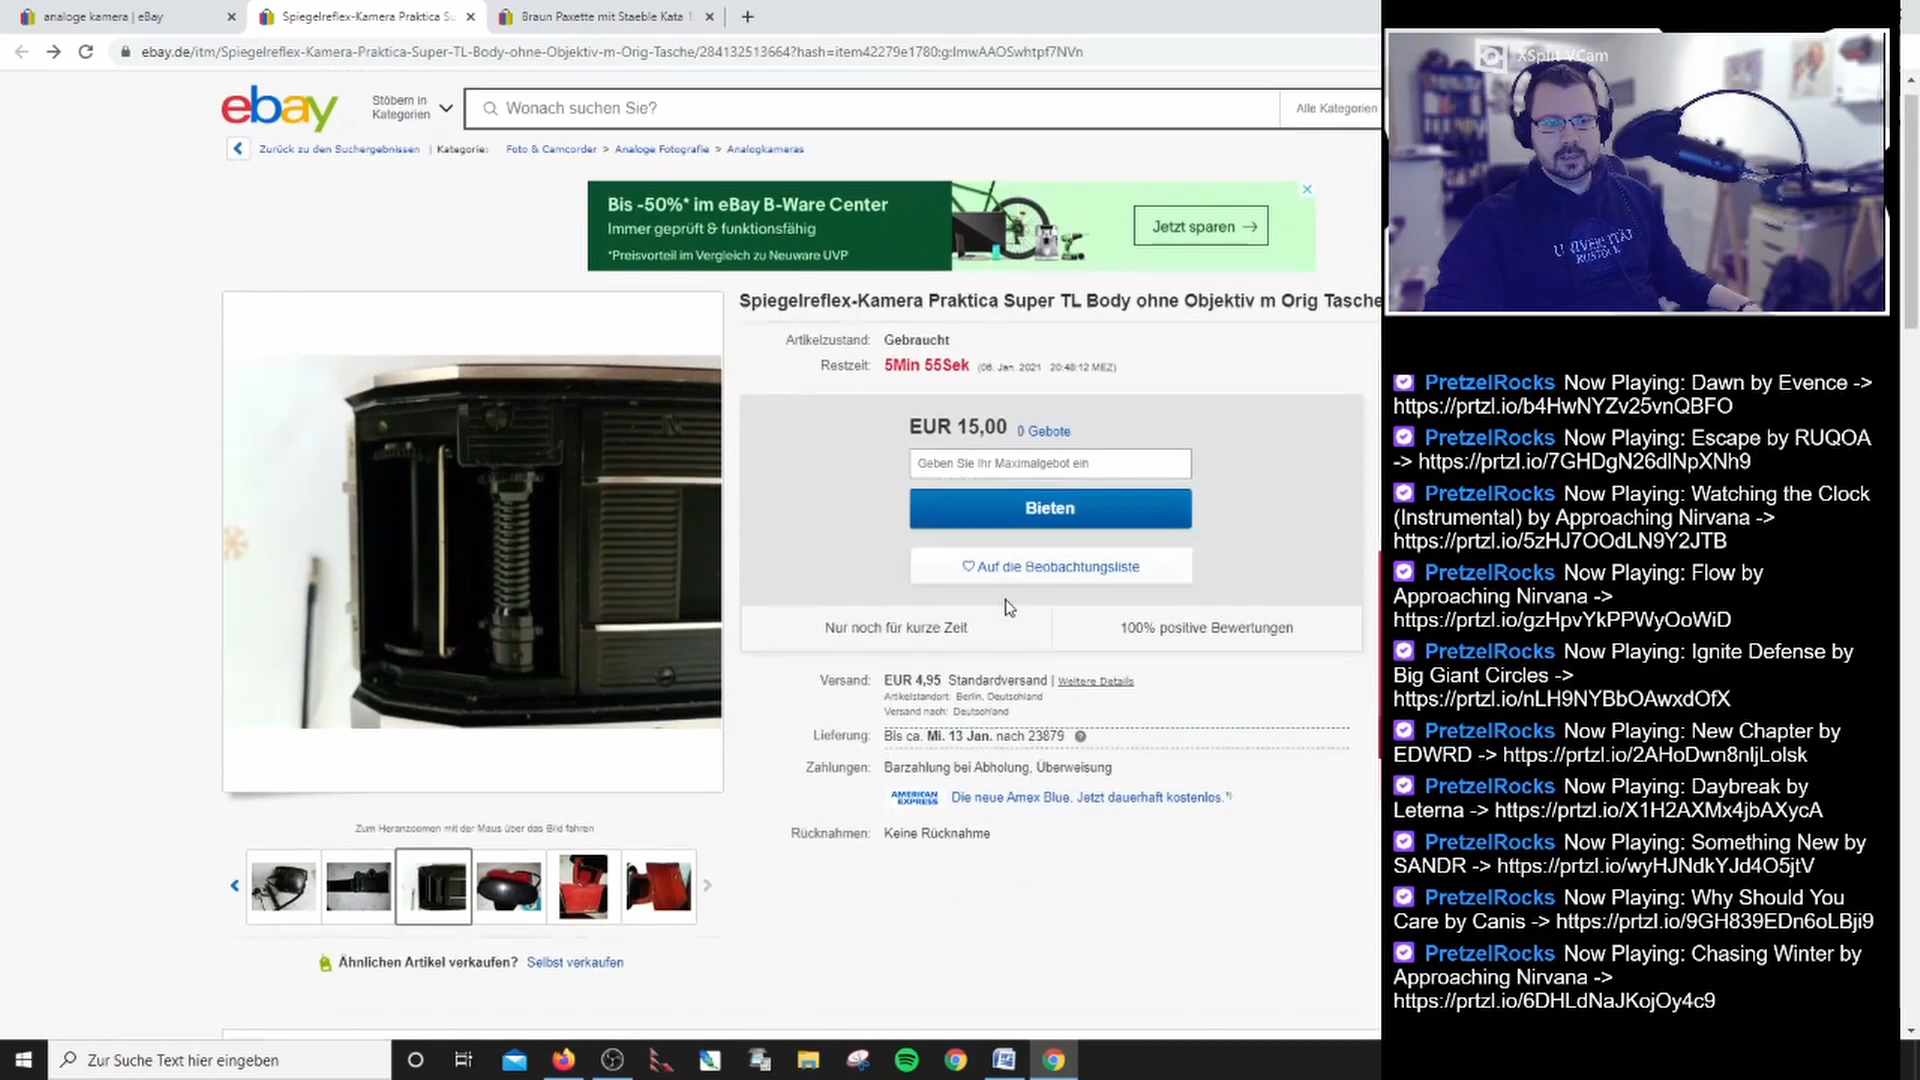 analoge kamera | eBay
Spiegelreflex-Kamera Praktica Su
Braun Paxette mit Staeble Kata
ebay.de/itm/Spiegelreflex-Kamera-Praktica-Super-TL-Body-ohne-Objektiv-m-Orig-Tasche/284132513664?hash=item42279e1780:g:ImwAAOSwhtpf7NVn
ebay
Stöbern in
Kategorien
Wonach suchen Sie?
Alle Kategorien
Zurück zu den Suchergebnissen | Kategorie: Foto & Camcorder > Analoge Fotografie > Analogkameras
Bis -50%* im eBay B-Ware Center
Immer geprüft & funktionsfähig
*Preisvorteil im Vergleich zu Neuware UVP
Jetzt sparen →
Spiegelreflex-Kamera Praktica Super TL Body ohne Objektiv m Orig Tasche
Artikelzustand: Gebraucht
Restzeit: 5Min 55Sek (06. Jan. 2021 20:48:12 MEZ)
EUR 15,00 0 Gebote
Geben Sie Ihr Maximalgebot ein
Bieten
Auf die Beobachtungsliste
Nur noch für kurze Zeit
100% positive Bewertungen
Versand: EUR 4,95 Standardversand | Weitere Details
Artikelstandort: Berlin, Deutschland
Versand nach: Deutschland
Lieferung: Bis ca. Mi. 13 Jan. nach 23879
Zahlungen: Barzahlung bei Abholung, Überweisung
AMERICAN EXPRESS Die neue Amex Blue. Jetzt dauerhaft kostenlos.*)
Rücknahmen: Keine Rücknahme
Zum Heranzoomen mit der Maus über das Bild fahren
Ähnlichen Artikel verkaufen? Selbst verkaufen
Zur Suche Text hier eingeben
XSplit VCam
UNIVERSITÄT
ROSTOCK
PretzelRocks Now Playing: Dawn by Evence ->
https://prtzl.io/b4HwNYZv25vnQBFO
PretzelRocks Now Playing: Escape by RUQOA
-> https://prtzl.io/7GHDgN26dlNpXNh9
PretzelRocks Now Playing: Watching the Clock
(Instrumental) by Approaching Nirvana ->
https://prtzl.io/5zHJ7OOdLN9Y2JTB
PretzelRocks Now Playing: Flow by
Approaching Nirvana ->
https://prtzl.io/gzHpvYkPPWyOoWiD
PretzelRocks Now Playing: Ignite Defense by
Big Giant Circles ->
https://prtzl.io/nLH9NYBbOAwxdOfX
PretzelRocks Now Playing: New Chapter by
EDWRD -> https://prtzl.io/2AHoDwn8nIjLoIsk
PretzelRocks Now Playing: Daybreak by
Leterna -> https://prtzl.io/X1H2AXMx4jbAXycA
PretzelRocks Now Playing: Something New by
SANDR -> https://prtzl.io/wyHJNdkYJd4O5jtV
PretzelRocks Now Playing: Why Should You
Care by Canis -> https://prtzl.io/9GH839EDn6oLBji9
PretzelRocks Now Playing: Chasing Winter by
Approaching Nirvana ->
https://prtzl.io/6DHLdNaJKojOy4c9